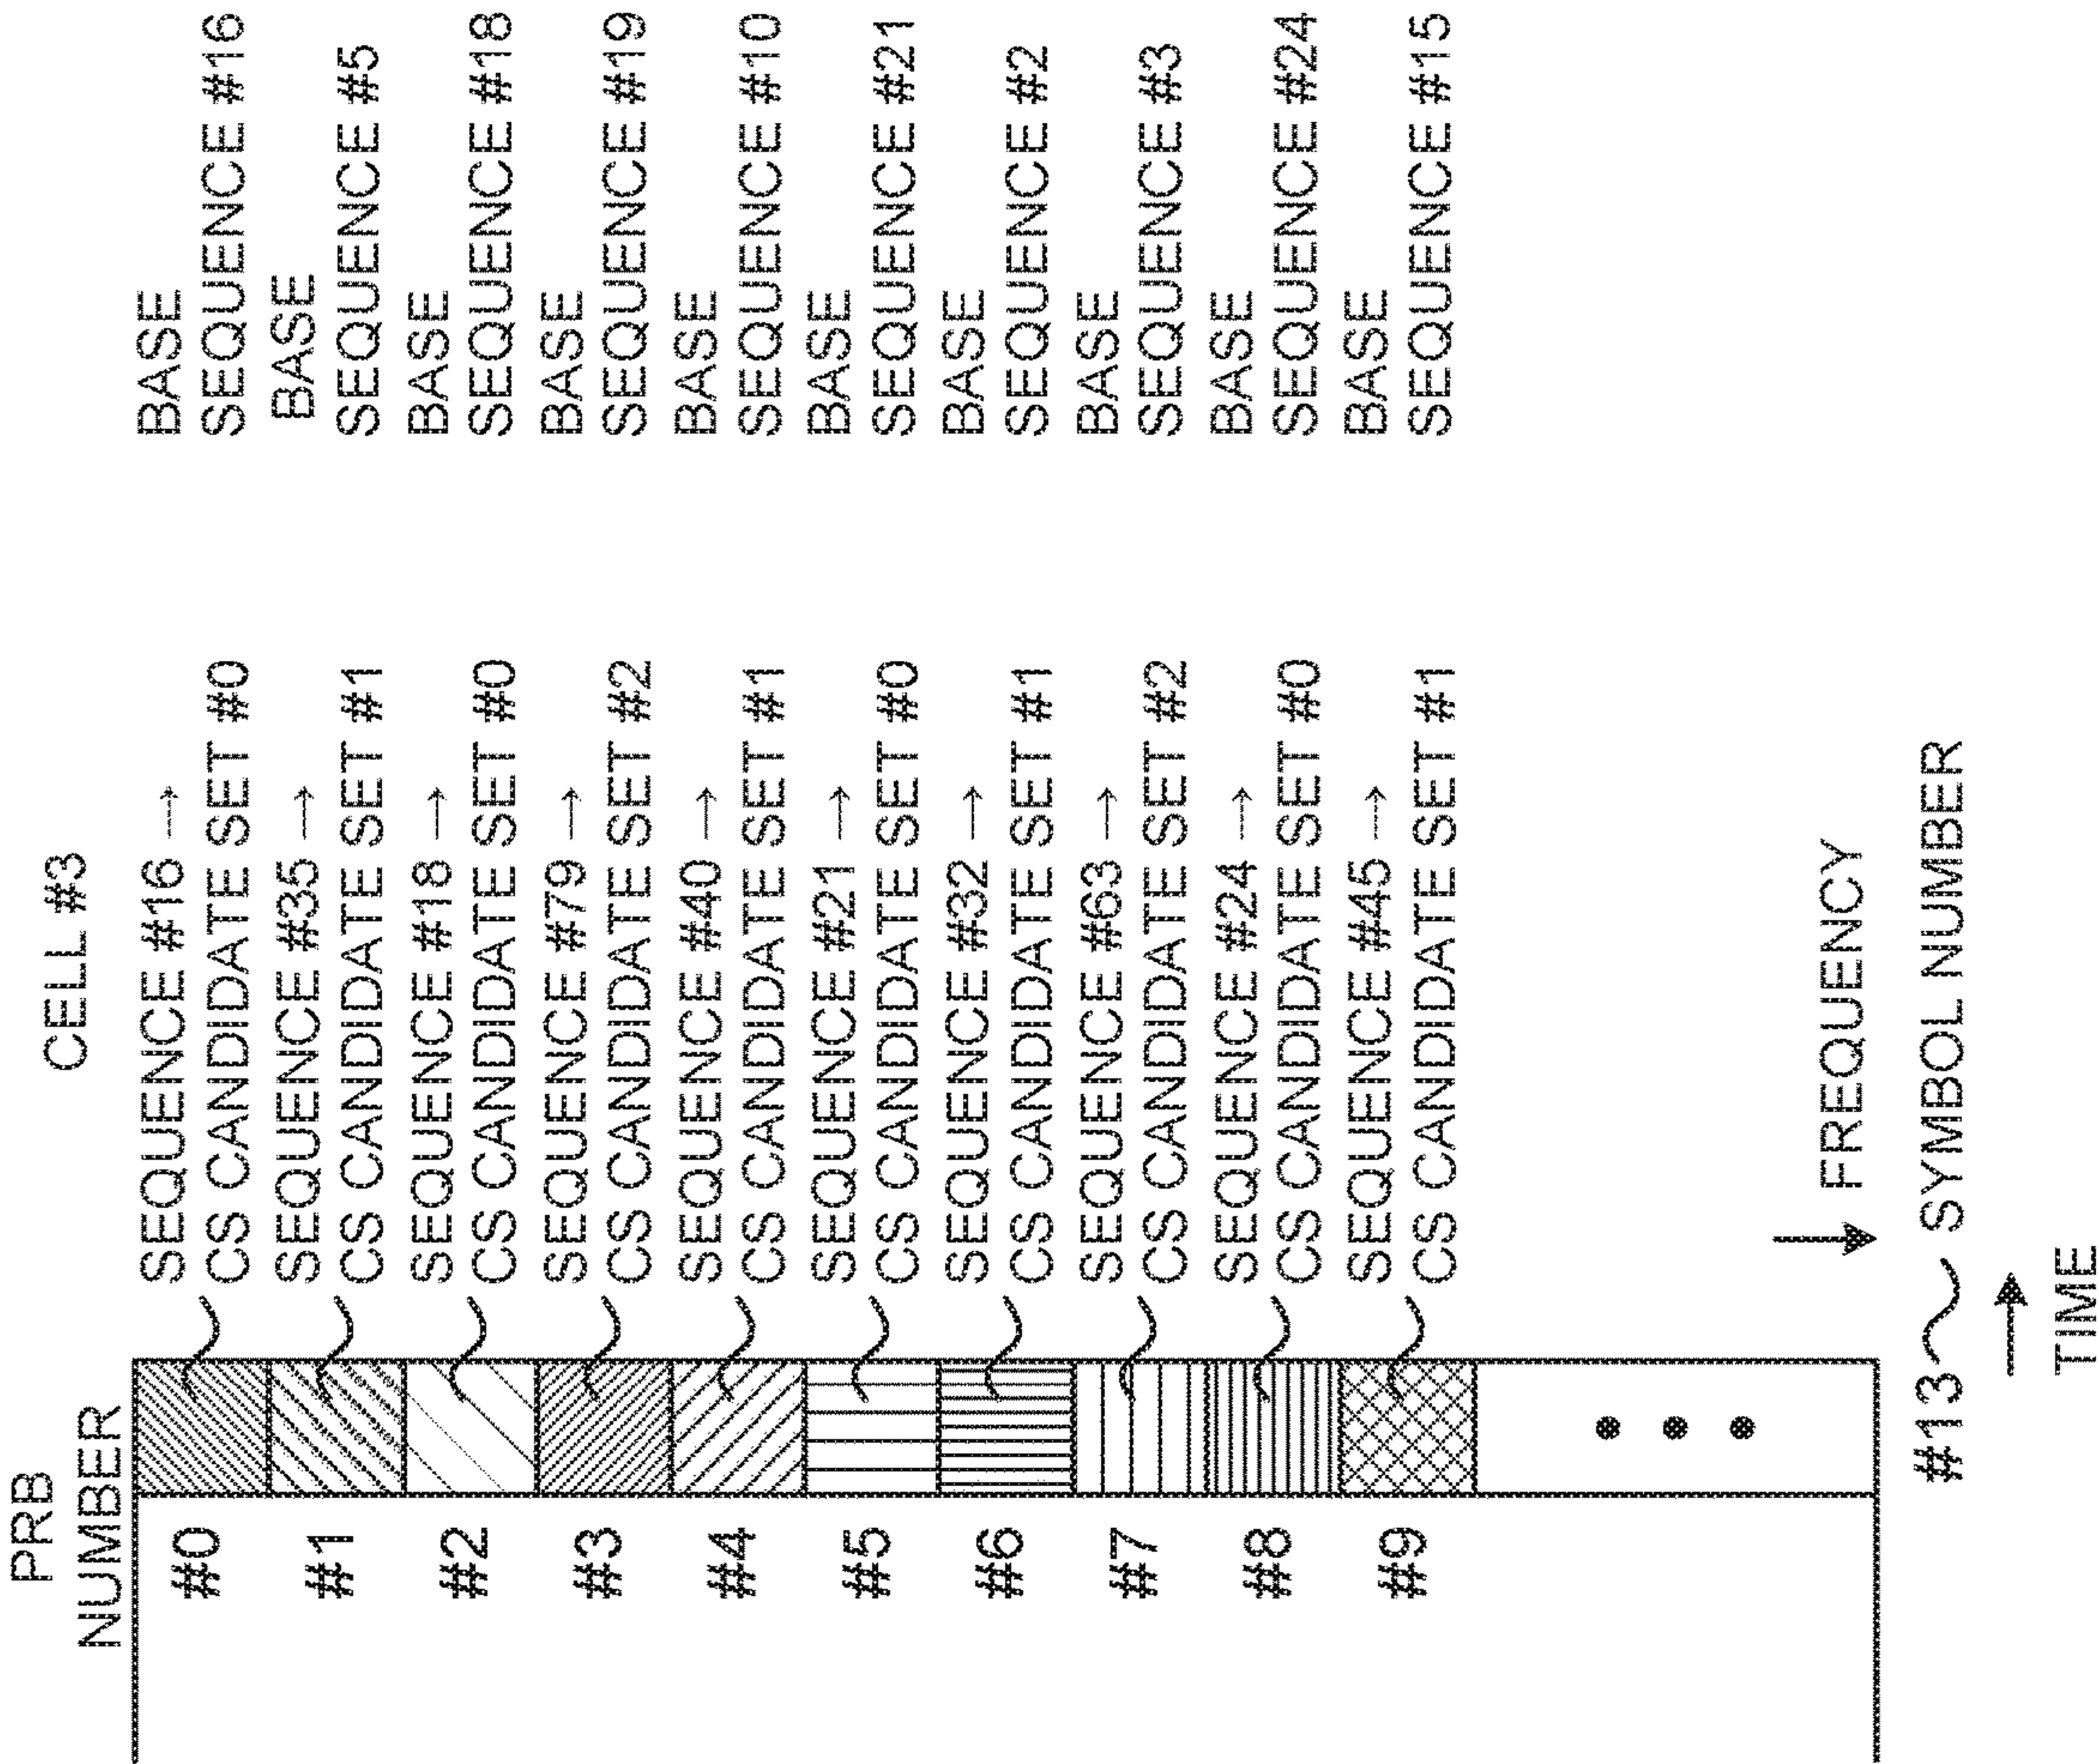 PRB
NUMBER
CELL #3
#0
SEQUENCE #16 →
CS CANDIDATE SET #0
BASE
SEQUENCE #16
#1
SEQUENCE #35 →
CS CANDIDATE SET #1
BASE
SEQUENCE #5
#2
SEQUENCE #18 →
CS CANDIDATE SET #0
BASE
SEQUENCE #18
#3
SEQUENCE #79 →
CS CANDIDATE SET #2
BASE
SEQUENCE #19
#4
SEQUENCE #40 →
CS CANDIDATE SET #1
BASE
SEQUENCE #10
#5
SEQUENCE #21 →
CS CANDIDATE SET #0
BASE
SEQUENCE #21
#6
SEQUENCE #32 →
CS CANDIDATE SET #1
BASE
SEQUENCE #2
#7
SEQUENCE #63 →
CS CANDIDATE SET #2
BASE
SEQUENCE #3
#8
SEQUENCE #24 →
CS CANDIDATE SET #0
BASE
SEQUENCE #24
#9
SEQUENCE #45 →
CS CANDIDATE SET #1
BASE
SEQUENCE #15
FREQUENCY
#13 SYMBOL NUMBER
TIME